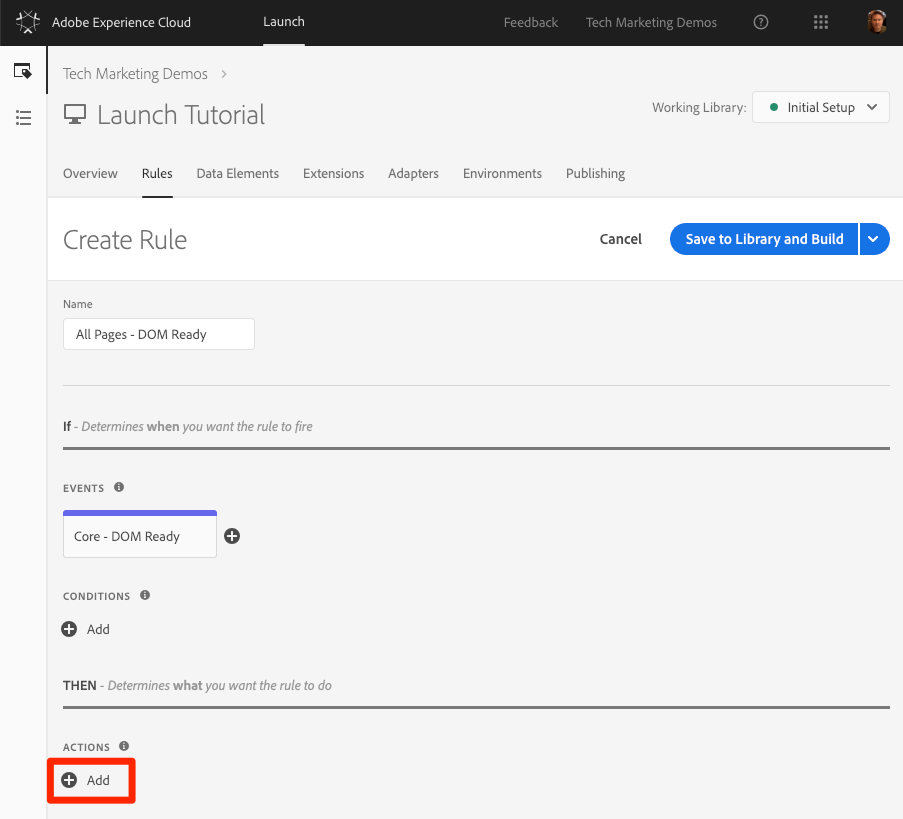 Adobe Experience Cloud Launch Feedback Tech Marketing Demos ?
Tech Marketing Demos >
Launch Tutorial
Working Library: Initial Setup
Overview Rules Data Elements Extensions Adapters Environments Publishing
Create Rule Cancel Save to Library and Build
Name
All Pages - DOM Ready
If - Determines when you want the rule to fire
EVENTS
Core - DOM Ready
CONDITIONS
Add
THEN - Determines what you want the rule to do
ACTIONS
Add